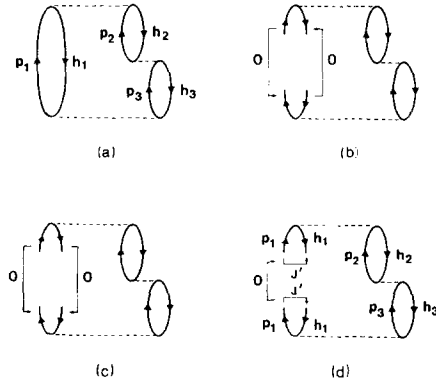 p₂ h₂
p₁ h₁
p₃ h₃
(a)
0 0
(b)
0 0
(c)
p₁ h₁
p₂ h₂
J'
0
J'
p₁ h₁
p₃ h₃
(d)